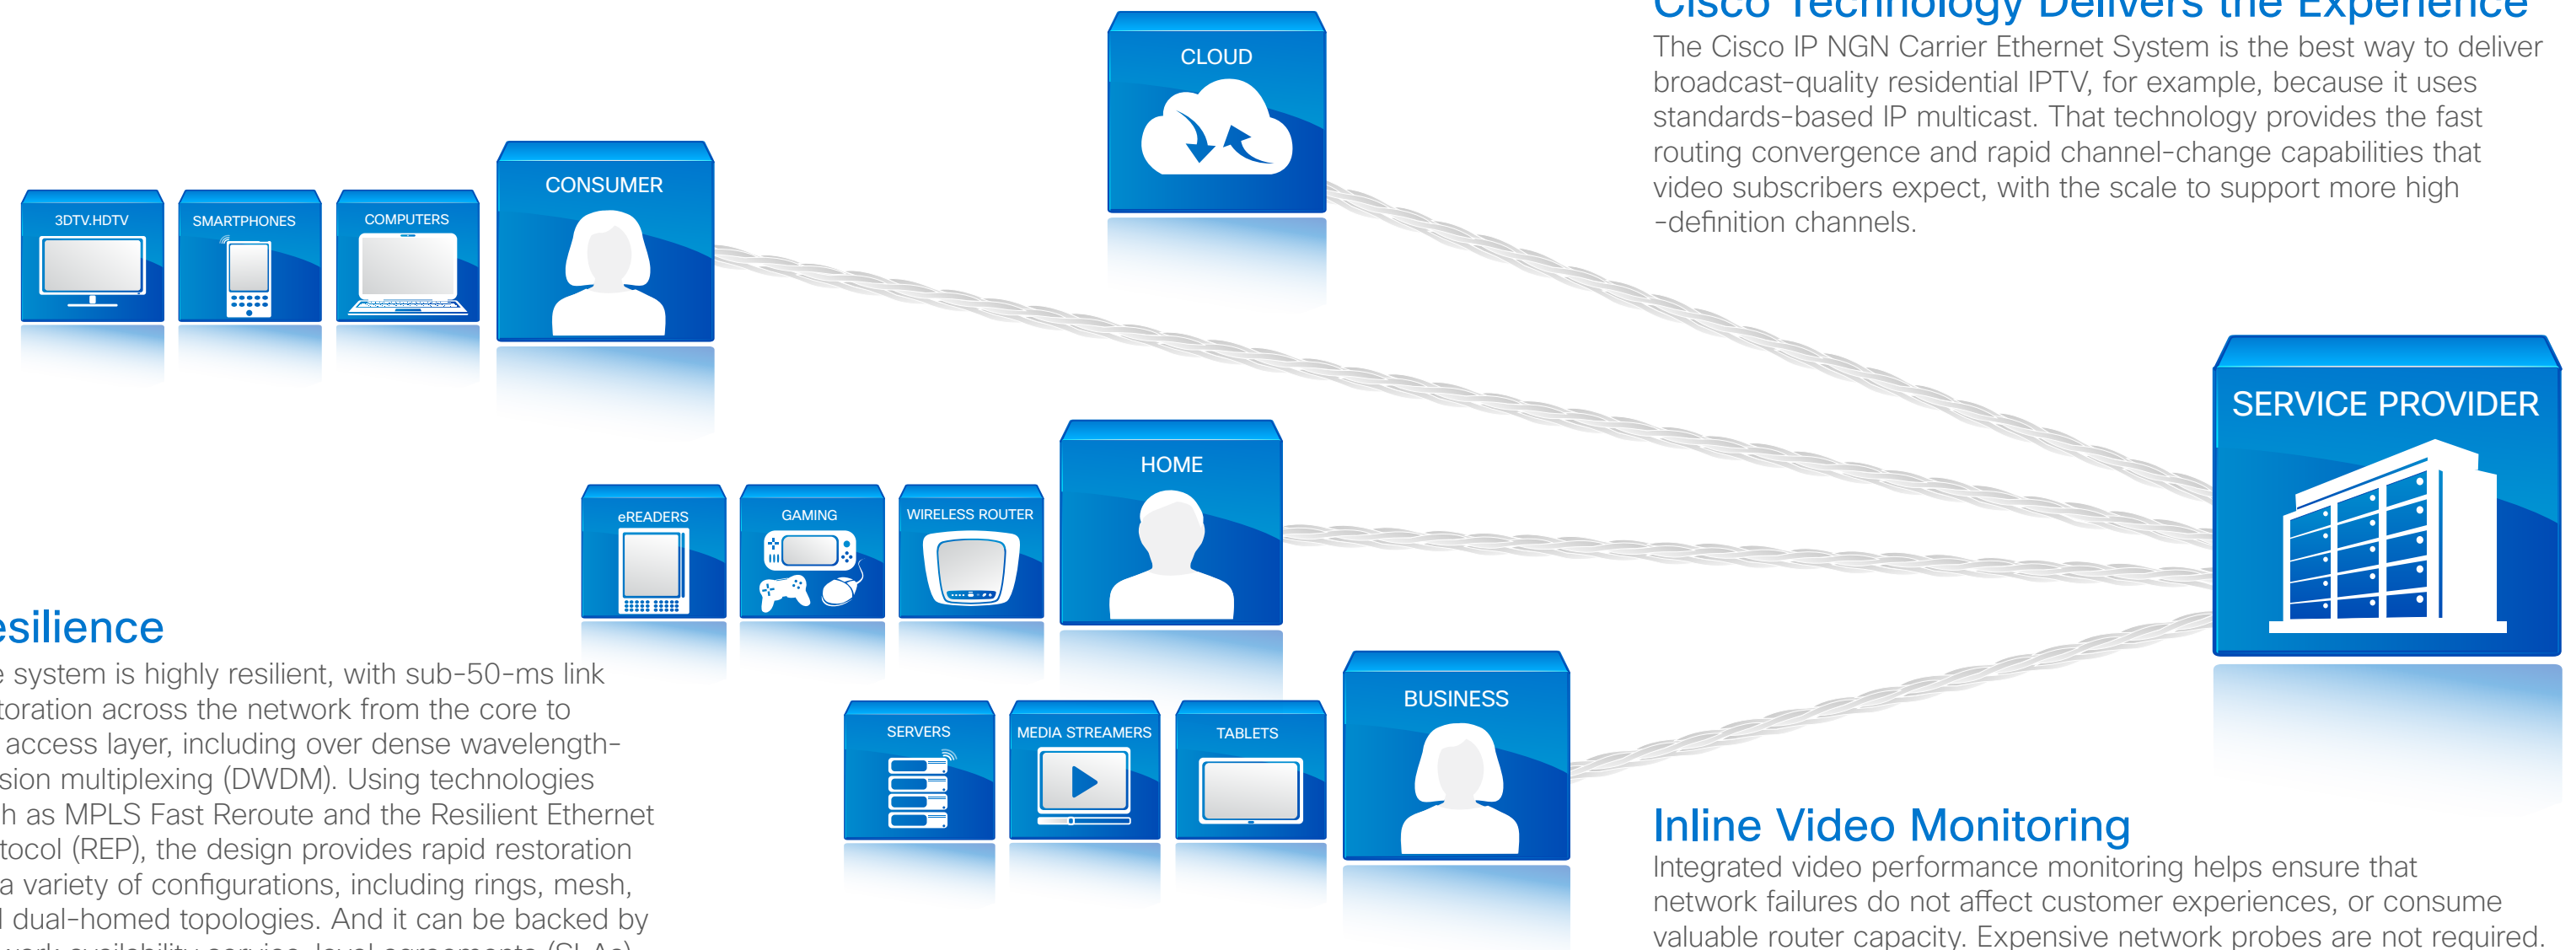 Cisco Technology Delivers the Experience
The Cisco IP NGN Carrier Ethernet System is the best way to deliver
broadcast-quality residential IPTV, for example, because it uses
standards-based IP multicast. That technology provides the fast
routing convergence and rapid channel-change capabilities that
video subscribers expect, with the scale to support more high
-definition channels.
CLOUD
CONSUMER
3DTV.HDTV
SMARTPHONES
COMPUTERS
SERVICE PROVIDER
HOME
eREADERS
GAMING
WIRELESS ROUTER
BUSINESS
SERVERS
MEDIA STREAMERS
TABLETS
esilience
e system is highly resilient, with sub-50-ms link
toration across the network from the core to
access layer, including over dense wavelength-
sion multiplexing (DWDM). Using technologies
h as MPLS Fast Reroute and the Resilient Ethernet
tocol (REP), the design provides rapid restoration
a variety of configurations, including rings, mesh,
d dual-homed topologies. And it can be backed by
work availability service-level agreements (SLAs)
Inline Video Monitoring
Integrated video performance monitoring helps ensure that
network failures do not affect customer experiences, or consume
valuable router capacity. Expensive network probes are not required.